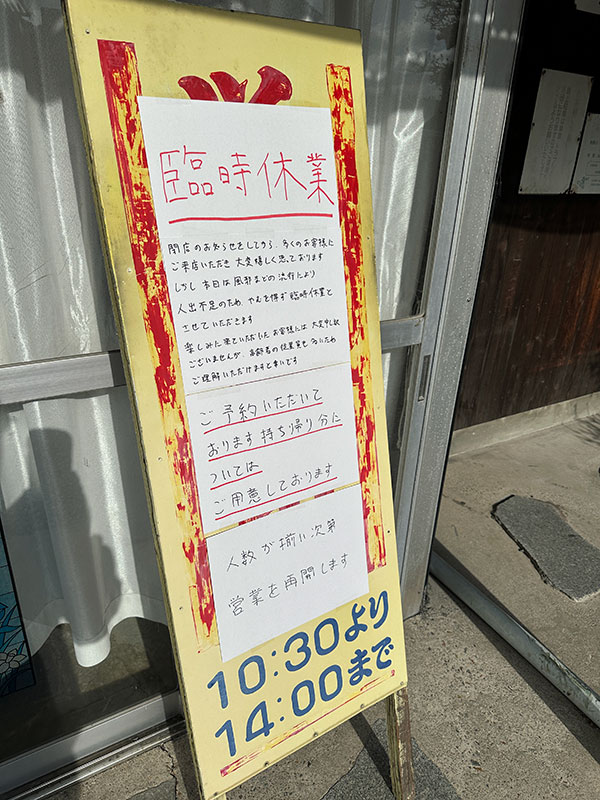 臨時休業
閉店のお知らせをしてから、多くのお客様に
ご来店いただき 大変嬉しく思っております
しかし 本日は風邪などの流行により
人出不足のため、やむを得ず 臨時休業と
させていただきます
楽しみに来ていただいたお客様には 大変申し訳
ございませんが、高齢者の従業員も多いため
ご理解いただけますと幸いです
ご予約いただいて
おります持ち帰り分に
ついては
ご用意しております
人数が揃い次第
営業を再開します
10:30より
14:00まで